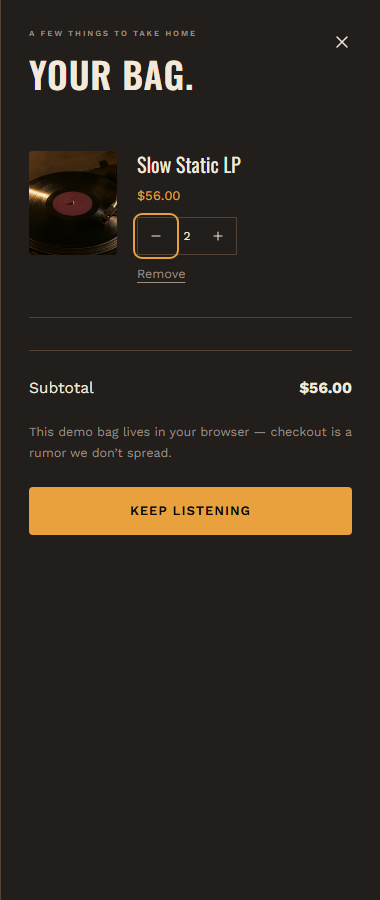 A FEW THINGS TO TAKE HOME
YOUR BAG.
Slow Static LP
$56.00
− 2 +
Remove
Subtotal $56.00
This demo bag lives in your browser — checkout is a
rumor we don’t spread.
KEEP LISTENING